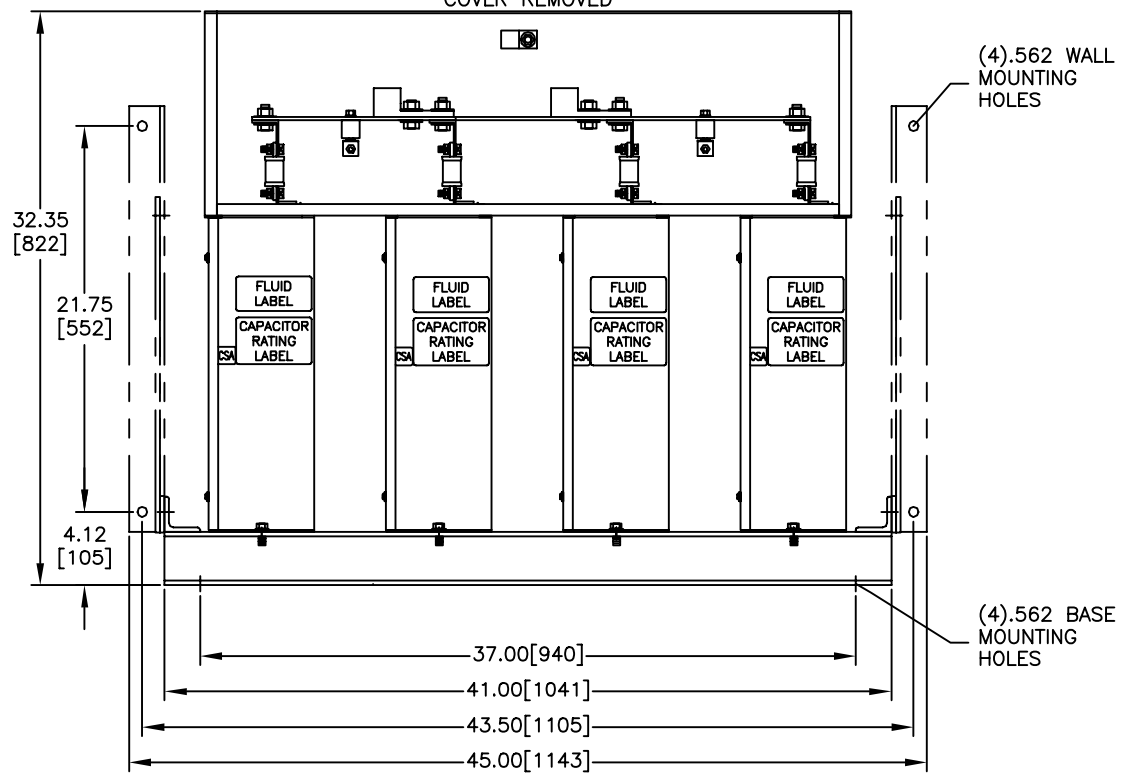 COVER REMOVED
(4).562 WALL
MOUNTING
HOLES
32.35
[822]
21.75
[552]
FLUID
LABEL
FLUID
LABEL
FLUID
LABEL
FLUID
LABEL
CAPACITOR
RATING
LABEL
CSA
CAPACITOR
RATING
LABEL
CSA
CAPACITOR
RATING
LABEL
CSA
CAPACITOR
RATING
LABEL
CSA
4.12
[105]
(4).562 BASE
MOUNTING
HOLES
37.00[940]
41.00[1041]
43.50[1105]
45.00[1143]